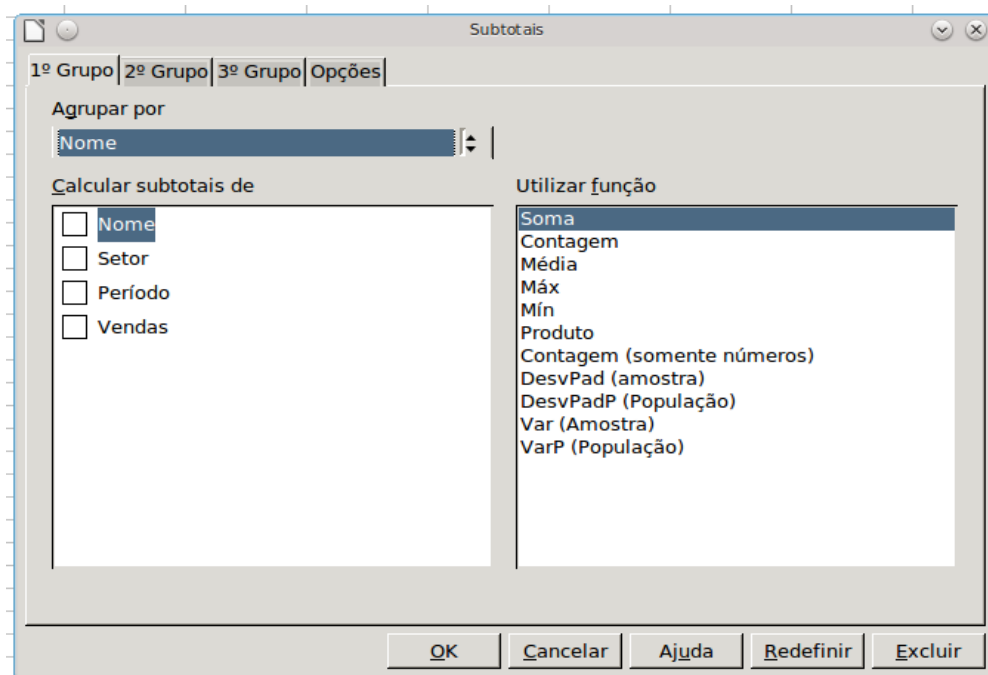 Subtotais
1º Grupo 2º Grupo 3º Grupo Opções
Agrupar por
Nome
Calcular subtotais de
Nome
Setor
Período
Vendas
Utilizar função
Soma
Contagem
Média
Máx
Mín
Produto
Contagem (somente números)
DesvPad (amostra)
DesvPadP (População)
Var (Amostra)
VarP (População)
OK Cancelar Ajuda Redefinir Excluir